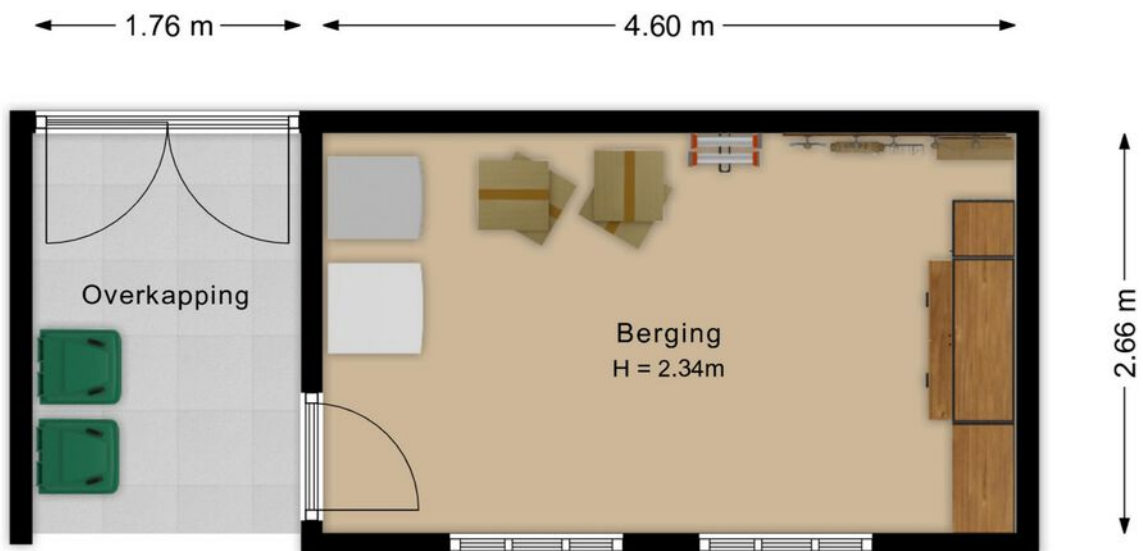 1.76 m
4.60 m
Overkapping
Berging
H = 2.34m
2.66 m